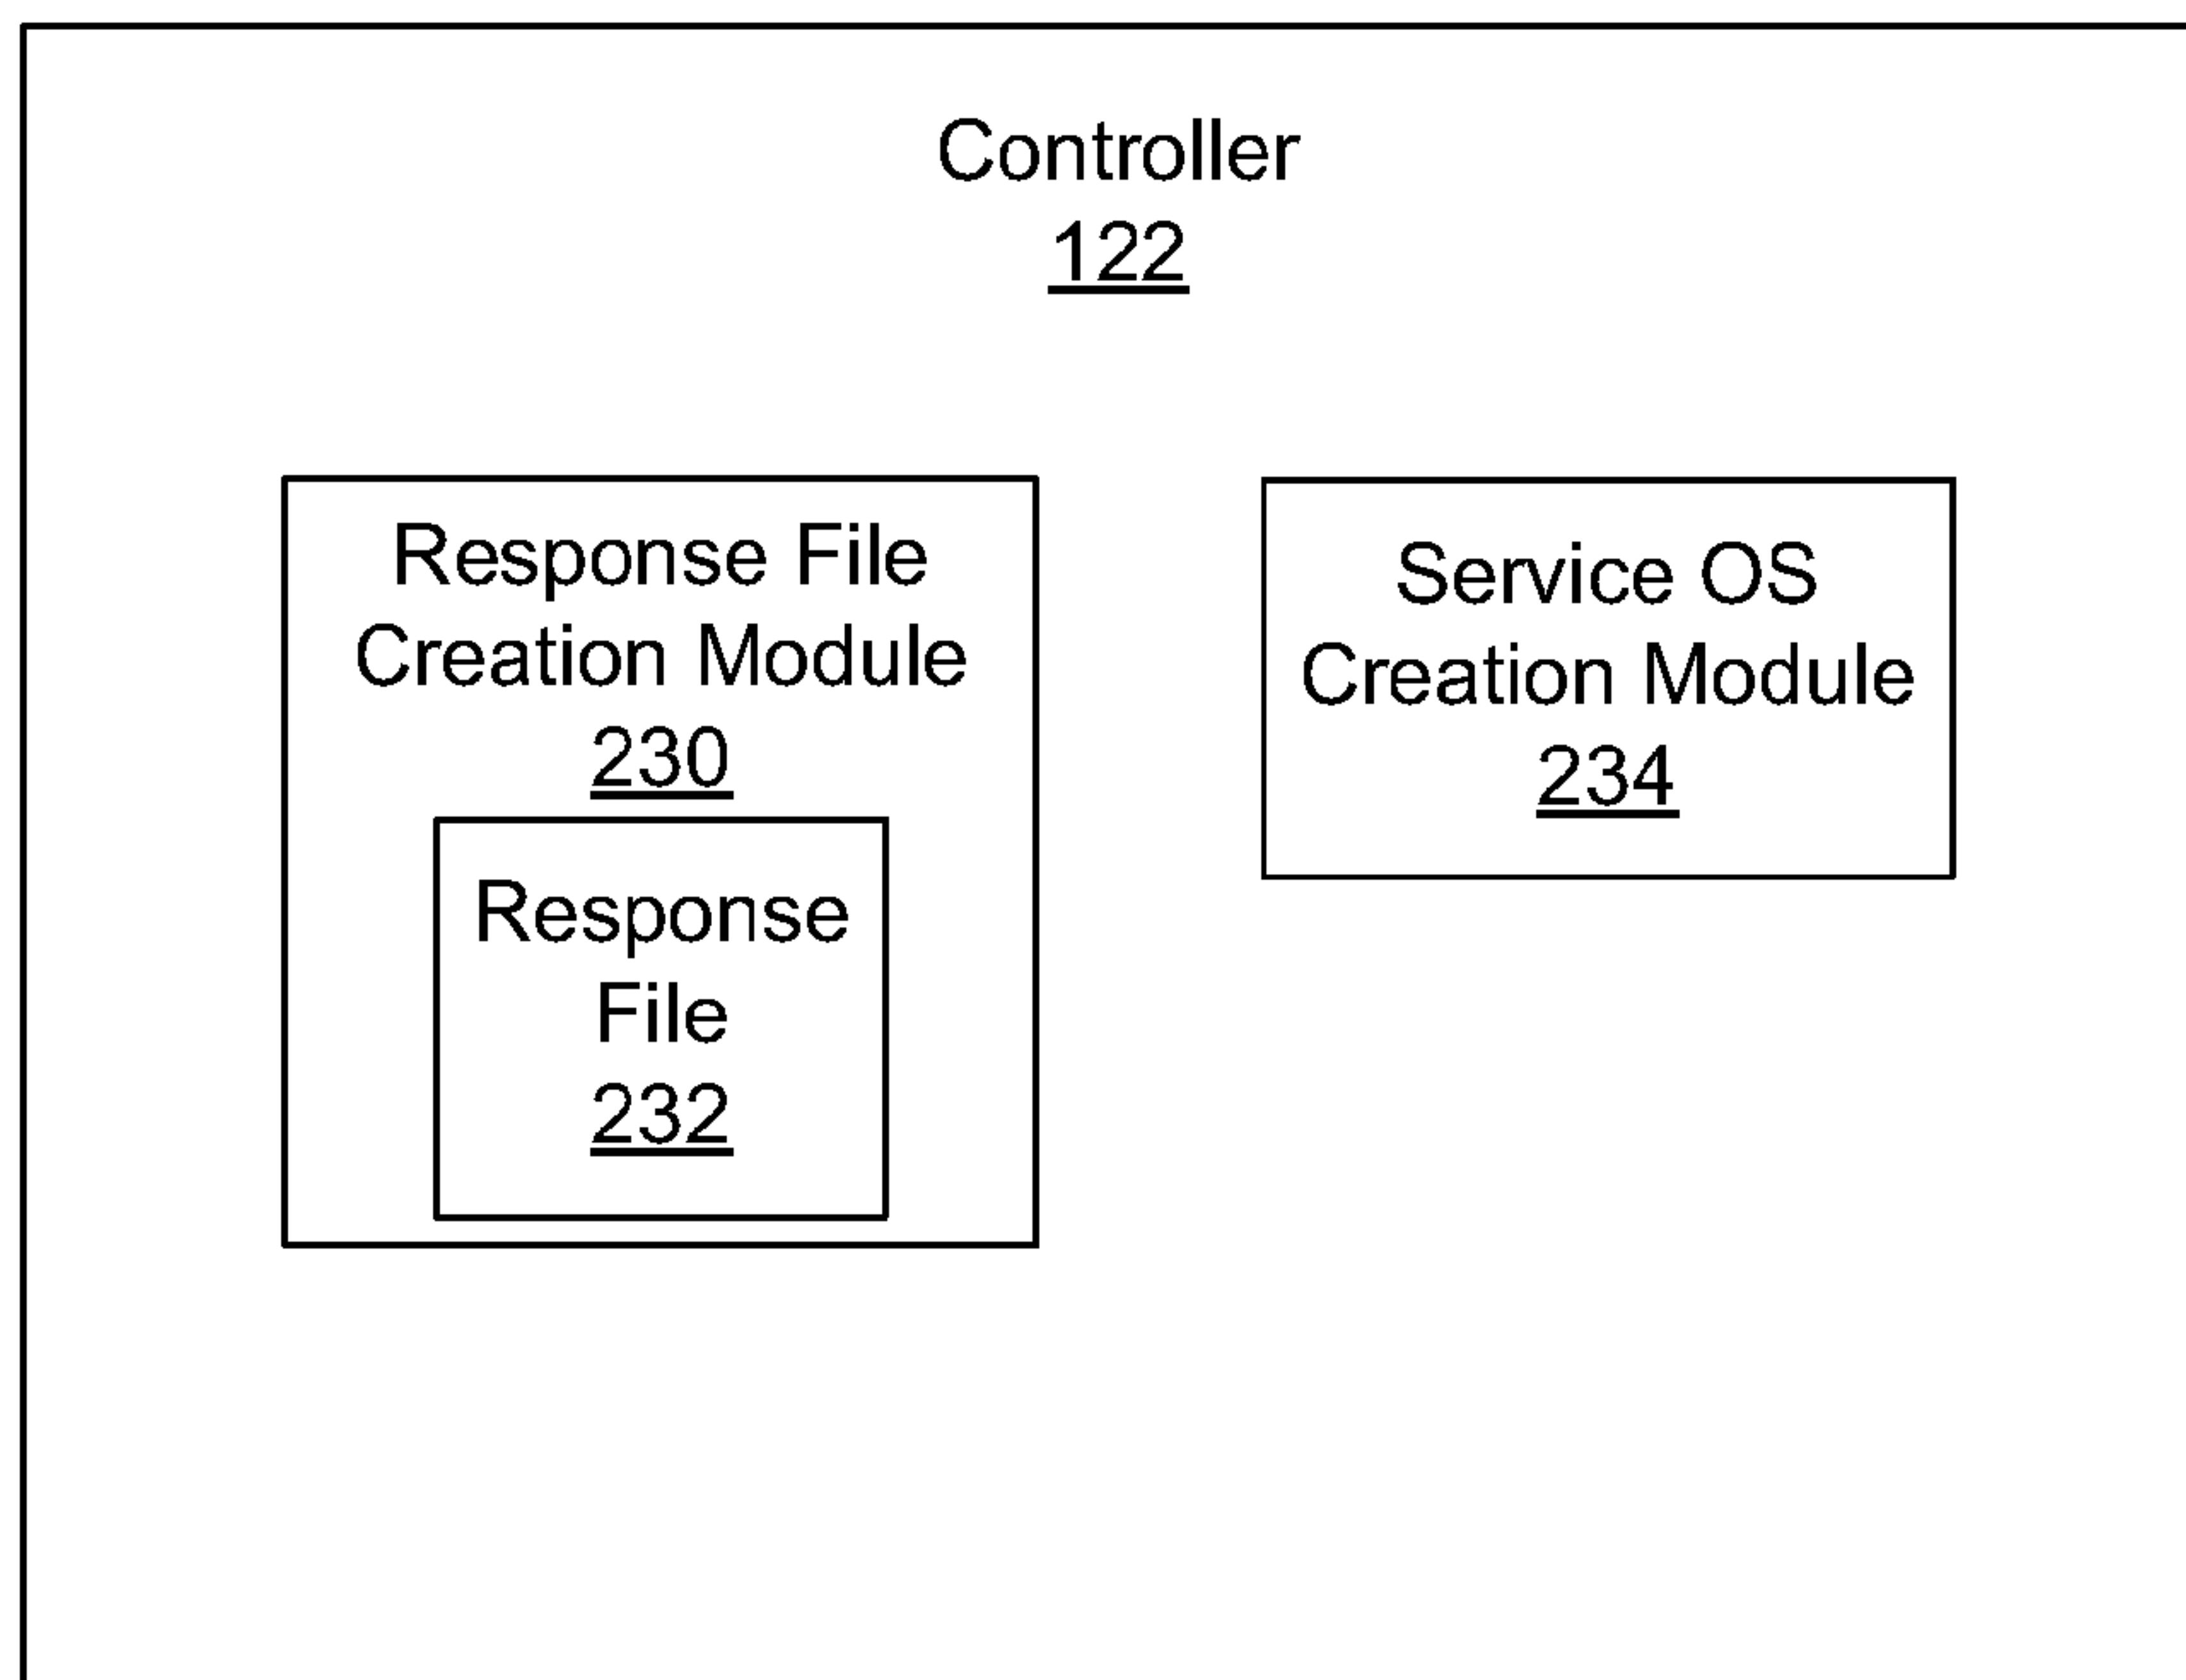 Controller
122
Response File
Creation Module
230
Response
File
232
Service OS
Creation Module
234